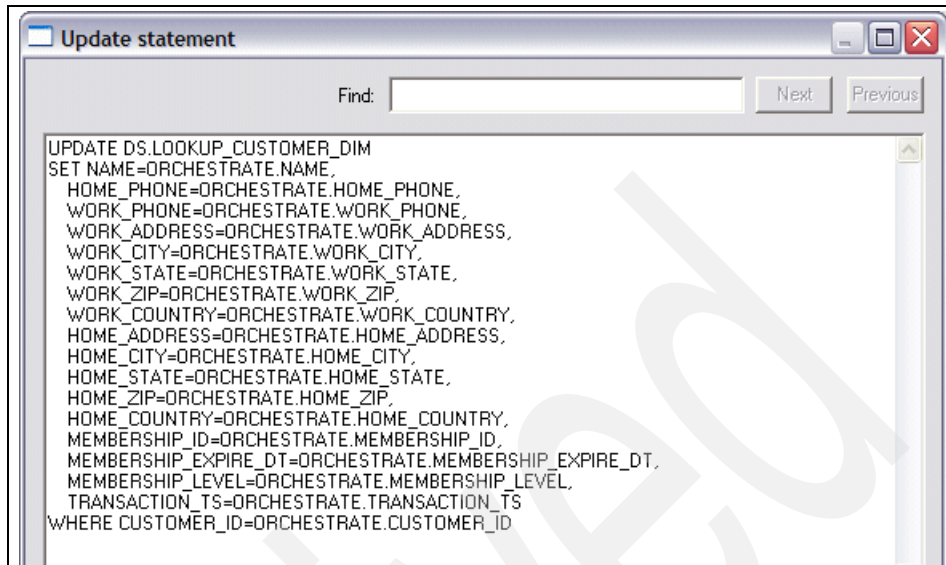 Update statement
Find:
Next
Previous
UPDATE DS.LOOKUP_CUSTOMER_DIM
SET NAME=ORCHESTRATE.NAME,
HOME_PHONE=ORCHESTRATE.HOME_PHONE,
WORK_PHONE=ORCHESTRATE.WORK_PHONE,
WORK_ADDRESS=ORCHESTRATE.WORK_ADDRESS,
WORK_CITY=ORCHESTRATE.WORK_CITY,
WORK_STATE=ORCHESTRATE.WORK_STATE,
WORK_ZIP=ORCHESTRATE.WORK_ZIP,
WORK_COUNTRY=ORCHESTRATE.WORK_COUNTRY,
HOME_ADDRESS=ORCHESTRATE.HOME_ADDRESS,
HOME_CITY=ORCHESTRATE.HOME_CITY,
HOME_STATE=ORCHESTRATE.HOME_STATE,
HOME_ZIP=ORCHESTRATE.HOME_ZIP,
HOME_COUNTRY=ORCHESTRATE.HOME_COUNTRY,
MEMBERSHIP_ID=ORCHESTRATE.MEMBERSHIP_ID,
MEMBERSHIP_EXPIRE_DT=ORCHESTRATE.MEMBERSHIP_EXPIRE_DT,
MEMBERSHIP_LEVEL=ORCHESTRATE.MEMBERSHIP_LEVEL,
TRANSACTION_TS=ORCHESTRATE.TRANSACTION_TS
WHERE CUSTOMER_ID=ORCHESTRATE.CUSTOMER_ID